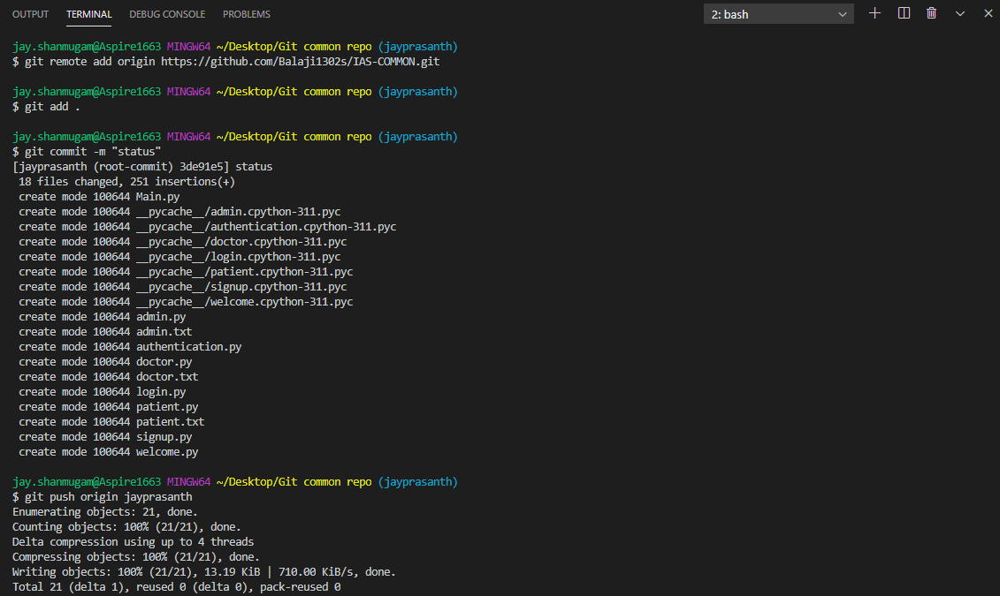 OUTPUT TERMINAL DEBUG CONSOLE PROBLEMS 2: bash
jay.shanmugam@Aspire1663 MINGW64 ~/Desktop/Git common repo (jayprasanth)
$ git remote add origin https://github.com/Balaji1302s/IAS-COMMON.git
jay.shanmugam@Aspire1663 MINGW64 ~/Desktop/Git common repo (jayprasanth)
$ git add .
jay.shanmugam@Aspire1663 MINGW64 ~/Desktop/Git common repo (jayprasanth)
$ git commit -m "status"
[jayprasanth (root-commit) 3de91e5] status
18 files changed, 251 insertions(+)
create mode 100644 Main.py
create mode 100644 __pycache__/admin.cpython-311.pyc
create mode 100644 __pycache__/authentication.cpython-311.pyc
create mode 100644 __pycache__/doctor.cpython-311.pyc
create mode 100644 __pycache__/login.cpython-311.pyc
create mode 100644 __pycache__/patient.cpython-311.pyc
create mode 100644 __pycache__/signup.cpython-311.pyc
create mode 100644 __pycache__/welcome.cpython-311.pyc
create mode 100644 admin.py
create mode 100644 admin.txt
create mode 100644 authentication.py
create mode 100644 doctor.py
create mode 100644 doctor.txt
create mode 100644 login.py
create mode 100644 patient.py
create mode 100644 patient.txt
create mode 100644 signup.py
create mode 100644 welcome.py
jay.shanmugam@Aspire1663 MINGW64 ~/Desktop/Git common repo (jayprasanth)
$ git push origin jayprasanth
Enumerating objects: 21, done.
Counting objects: 100% (21/21), done.
Delta compression using up to 4 threads
Compressing objects: 100% (21/21), done.
Writing objects: 100% (21/21), 13.19 KiB | 710.00 KiB/s, done.
Total 21 (delta 1), reused 0 (delta 0), pack-reused 0